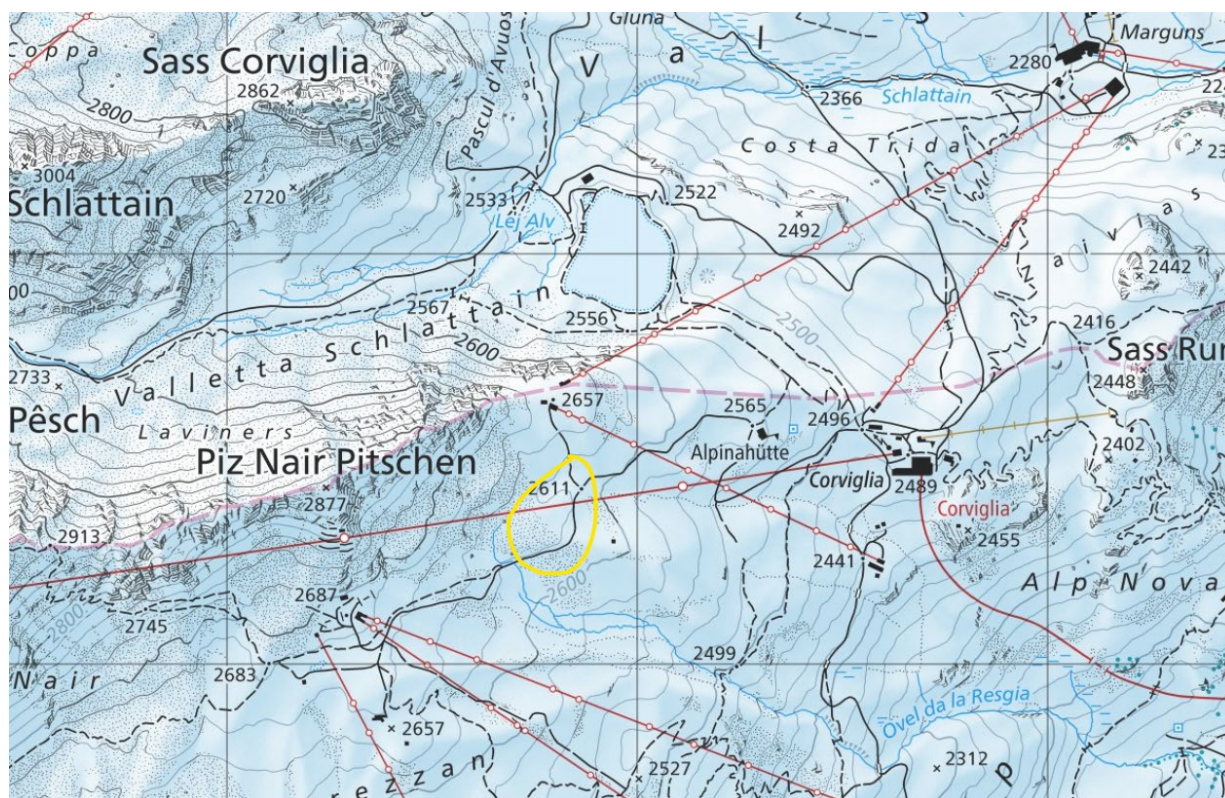 Coppa
Sass Corviglia
2862
2800
3004
Schlattain
2720
Pascul d'Avuos
Gluna
V a l
S
Marguns
2280
2366
Schlattain
Costa Trida
2533
Lej Alv
2522
2492
Naivlas
2442
2567
2556
2500
2416
Sass Run
2448
2733
Valletta Schlattain
2600
Pêsch
Laviners
2657
2565
2496
2402
Piz Nair Pitschen
Alpinahütte
Corviglia
2489
Corviglia
2611
2877
2913
2455
2441
2600
Alp Nova
2687
2800
2745
2499
2683
Nair
Ovel da la Resgia
2657
2527
2312
p
rezzan